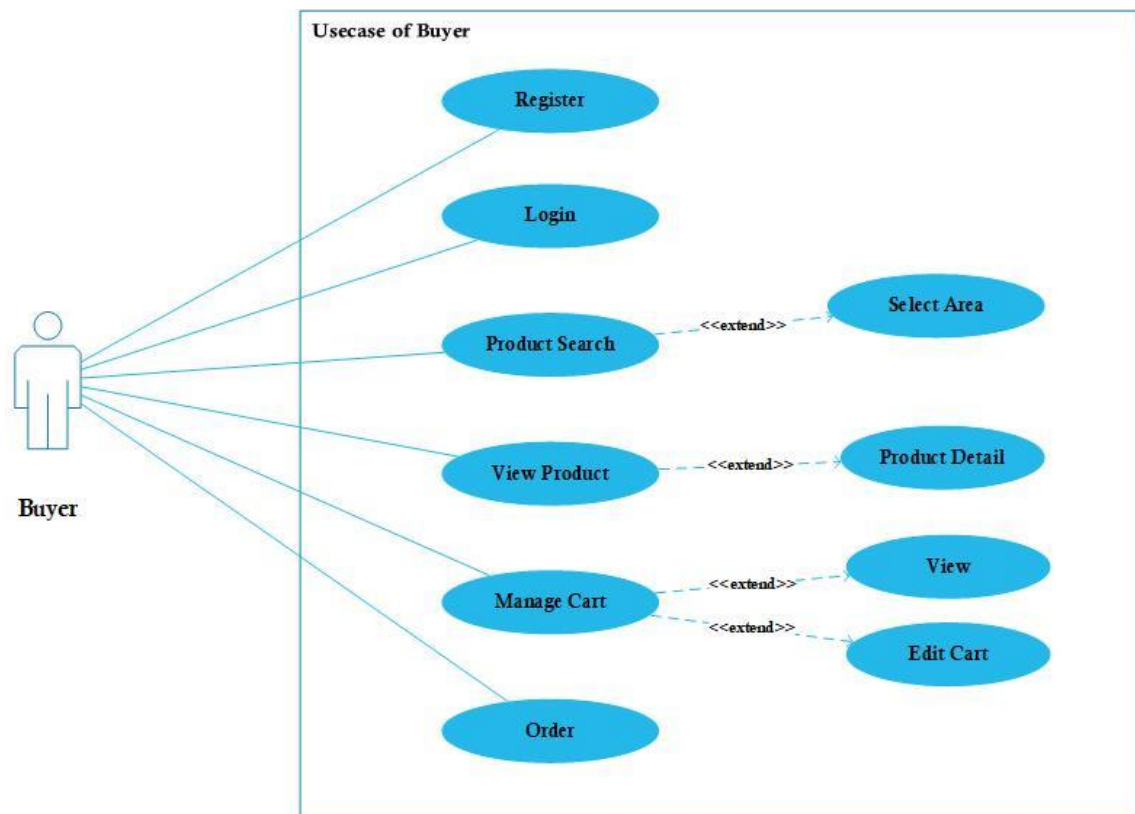 Usecase of Buyer
Register
Login
Product Search
<<extend>>
Select Area
View Product
<<extend>>
Product Detail
Buyer
Manage Cart
<<extend>>
View
<<extend>>
Edit Cart
Order